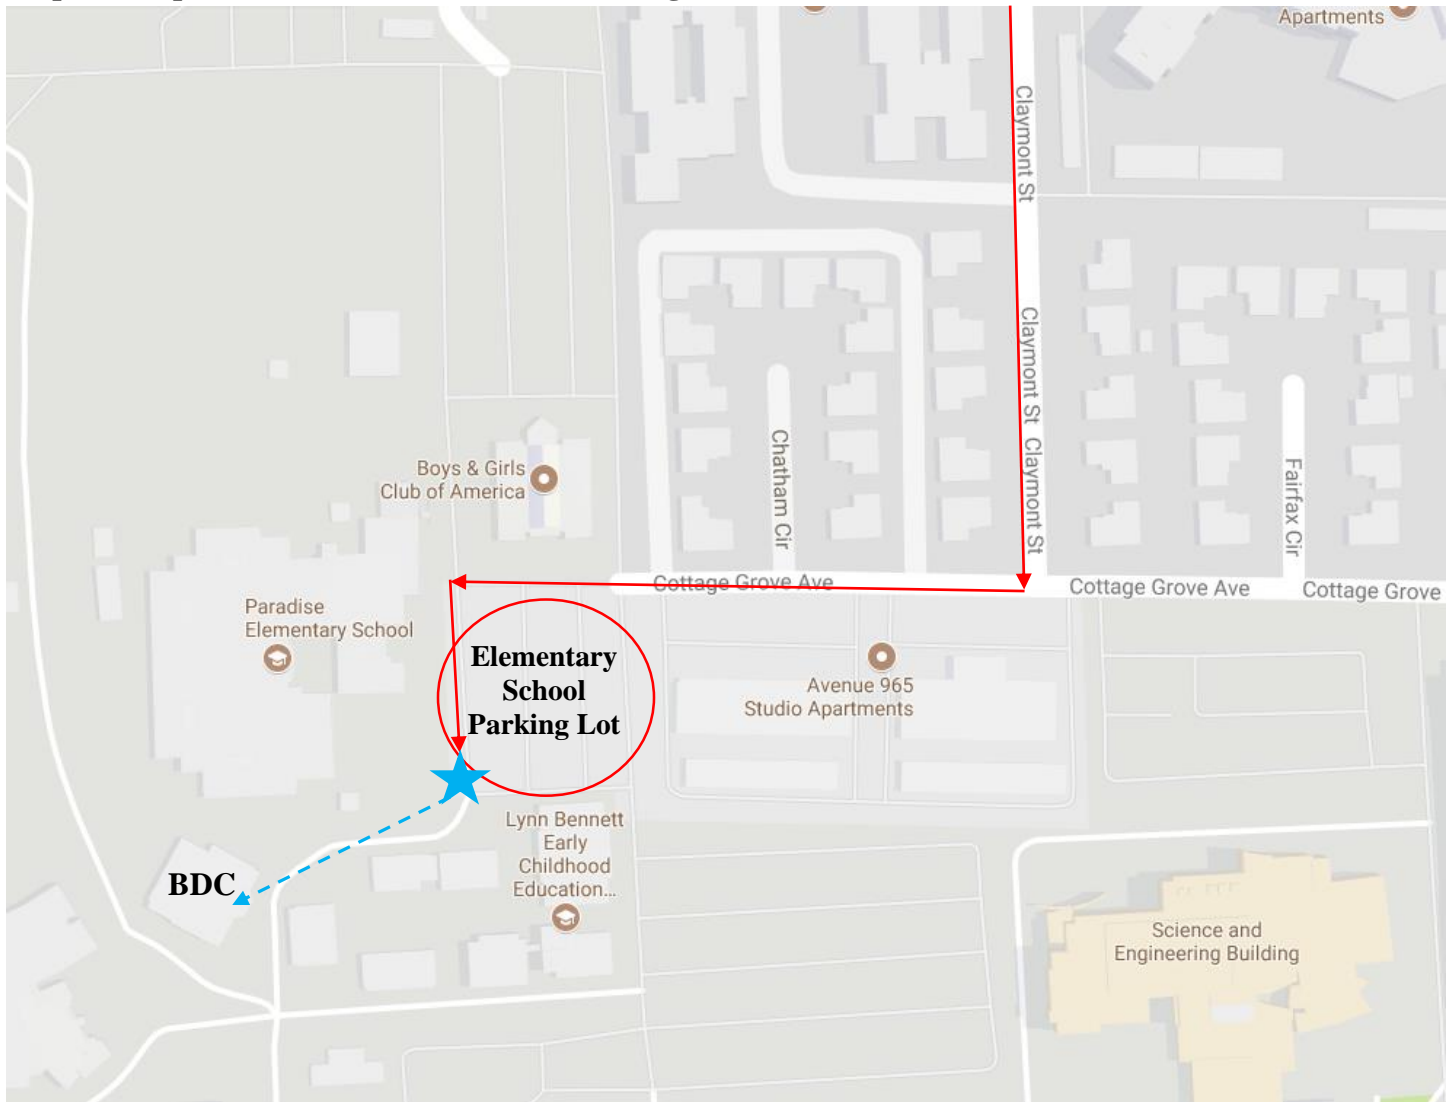 Apartments
Claymont St
Claymont St
Claymont St
Chatham Cir
Fairfax Cir
Boys & Girls
Club of America
Cottage Grove Ave
Cottage Grove Ave
Cottage Grove
Paradise
Elementary School
Elementary
School
Parking Lot
Avenue 965
Studio Apartments
Lynn Bennett
Early
Childhood
Education...
BDC
Science and
Engineering Building